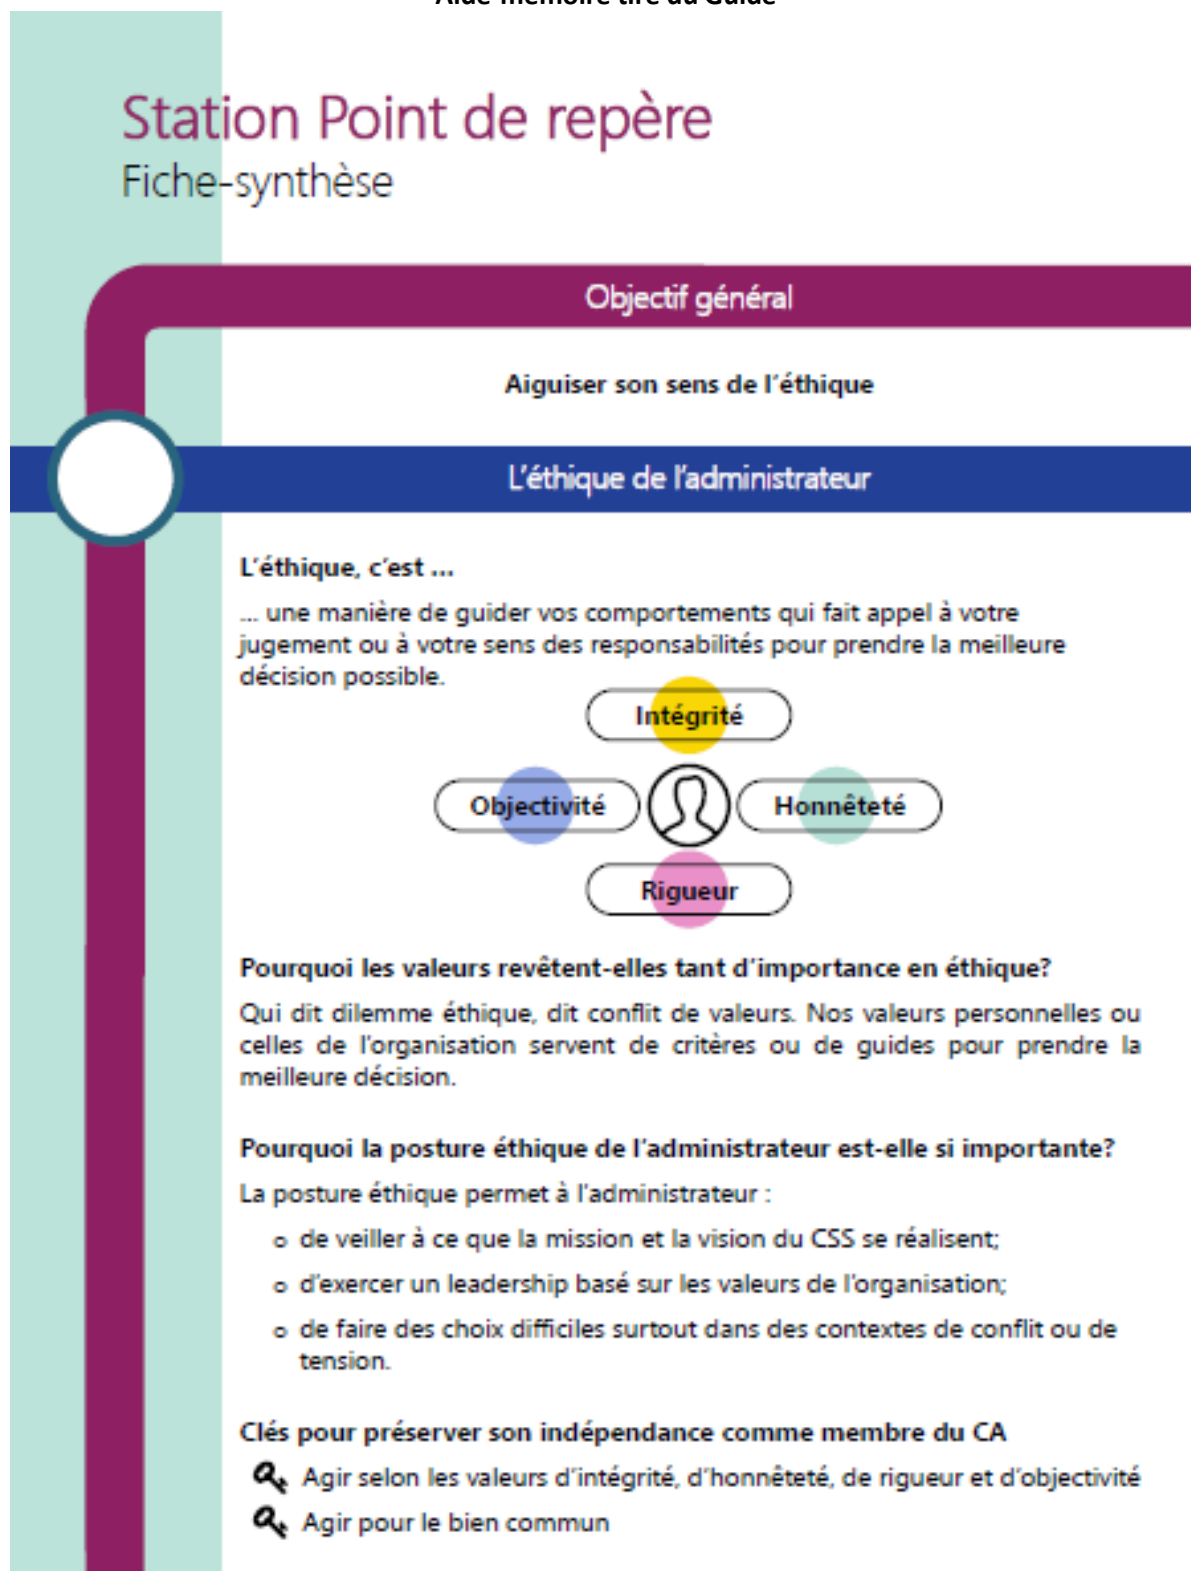 Aide-mémoire tiré du Guide
Station Point de repère
Fiche-synthèse
Objectif général
Aiguiser son sens de l'éthique
L'éthique de l'administrateur
L'éthique, c'est ...
... une manière de guider vos comportements qui fait appel à votre
jugement ou à votre sens des responsabilités pour prendre la meilleure
décision possible.
Intégrité
Objectivité
Honnêteté
Rigueur
Pourquoi les valeurs revêtent-elles tant d'importance en éthique?
Qui dit dilemme éthique, dit conflit de valeurs. Nos valeurs personnelles ou
celles de l'organisation servent de critères ou de guides pour prendre la
meilleure décision.
Pourquoi la posture éthique de l'administrateur est-elle si importante?
La posture éthique permet à l'administrateur :
o de veiller à ce que la mission et la vision du CSS se réalisent;
o d'exercer un leadership basé sur les valeurs de l'organisation;
o de faire des choix difficiles surtout dans des contextes de conflit ou de
tension.
Clés pour préserver son indépendance comme membre du CA
Agir selon les valeurs d'intégrité, d'honnêteté, de rigueur et d'objectivité
Agir pour le bien commun